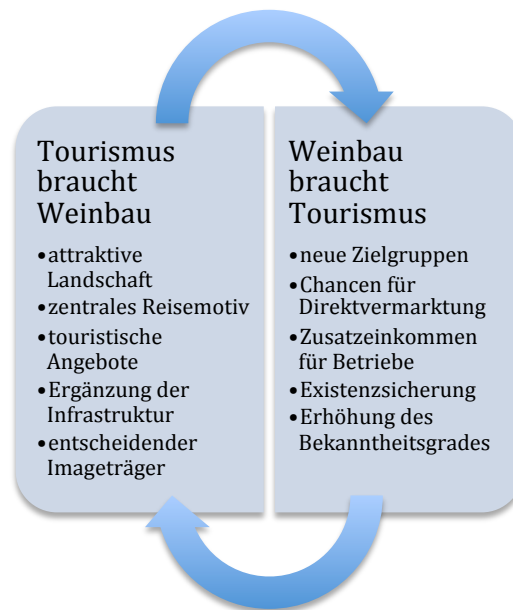 Tourismus
braucht
Weinbau
•attraktive
Landschaft
•zentrales Reisemotiv
•touristische
Angebote
•Ergänzung der
Infrastruktur
•entscheidender
Imageträger
Weinbau
braucht
Tourismus
•neue Zielgruppen
•Chancen für
Direktvermarktung
•Zusatzeinkommen
für Betriebe
•Existenzsicherung
•Erhöhung des
Bekanntheitsgrades